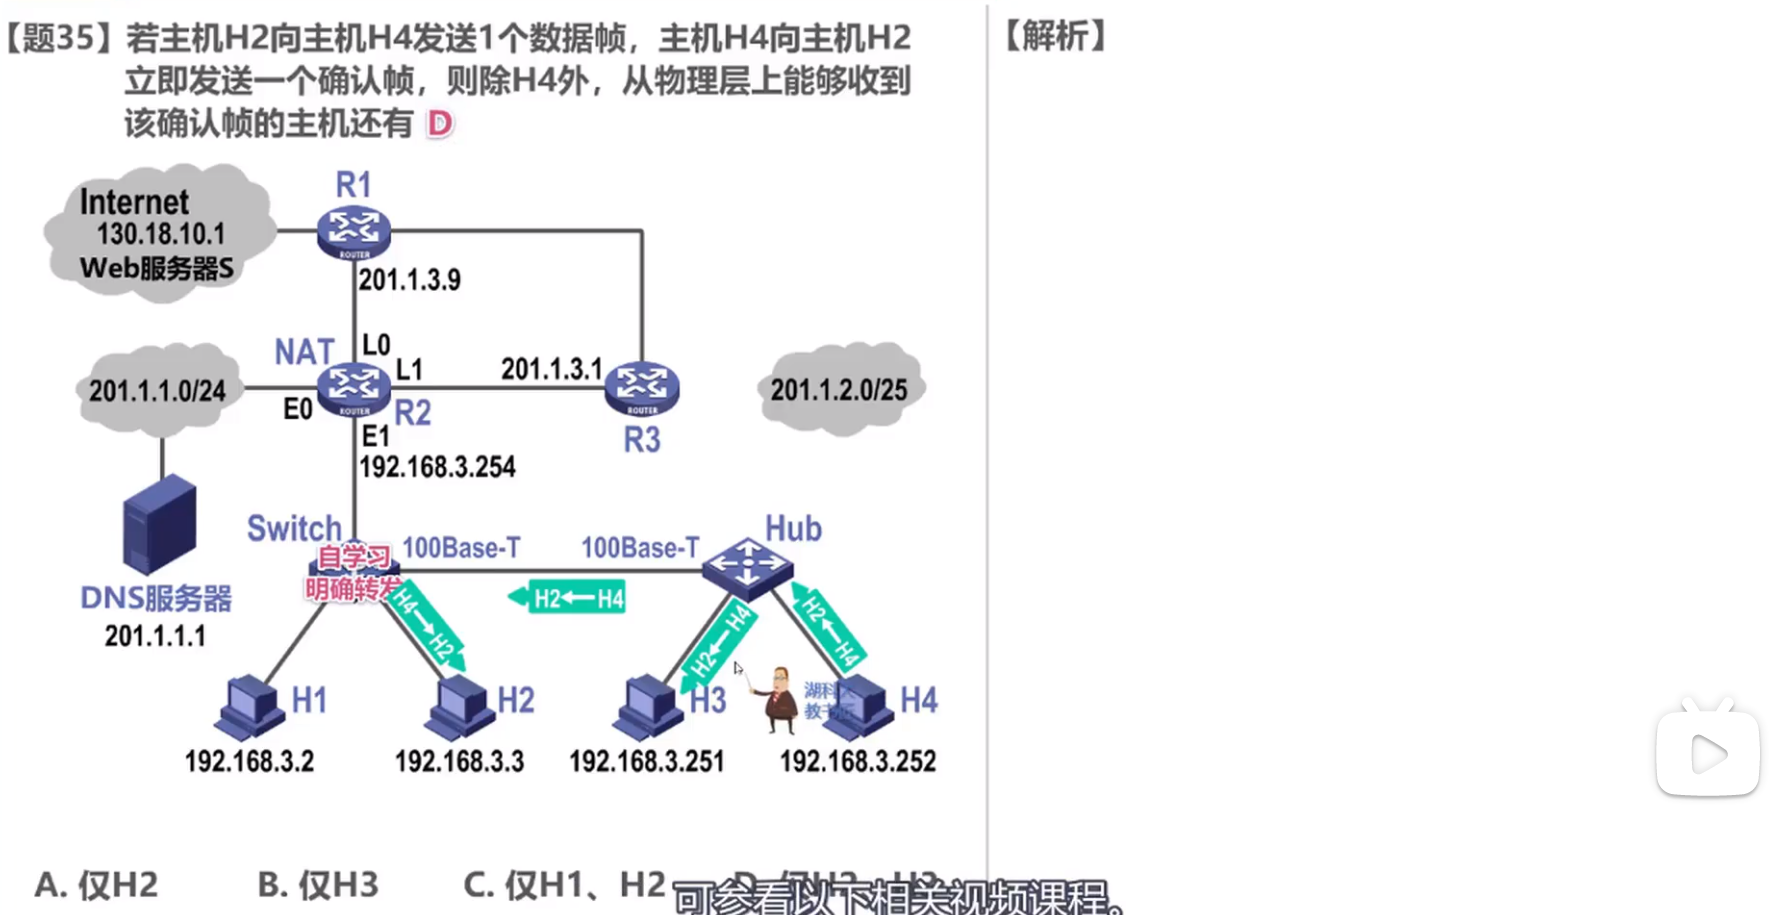 【题35】若主机H2向主机H4发送1个数据帧，主机H4向主机H2
立即发送一个确认帧，则除H4外，从物理层上能够收到
该确认帧的主机还有 D
【解析】
R1
Internet
130.18.10.1
Web服务器S
ROUTER
201.1.3.9
NAT
L0
L1
201.1.3.1
201.1.1.0/24
E0
ROUTER
R2
ROUTER
R3
201.1.2.0/25
E1
192.168.3.254
Switch
自学习
明确转发
100Base-T
100Base-T
Hub
DNS服务器
201.1.1.1
H4→H2
H2←H4
H2←H4
H2←H4
H1
H2
H3
H4
192.168.3.2
192.168.3.3
192.168.3.251
192.168.3.252
A. 仅H2
B. 仅H3
C. 仅H1、H2
D. 仅H2、H3
可参看以下相关视频课程。